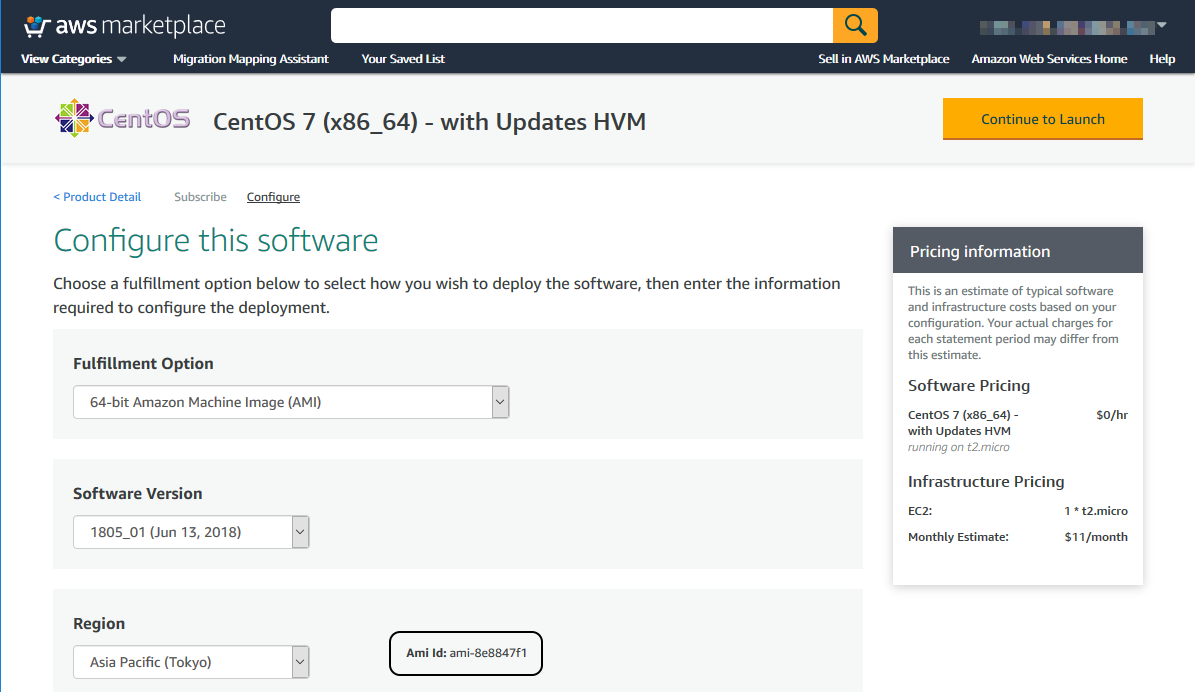 aws marketplace
View Categories
Migration Mapping Assistant
Your Saved List
Sell in AWS Marketplace
Amazon Web Services Home
Help
CentOS
CentOS 7 (x86_64) - with Updates HVM
Continue to Launch
< Product Detail
Subscribe
Configure
Configure this software
Choose a fulfillment option below to select how you wish to deploy the software, then enter the information
required to configure the deployment.
Fulfillment Option
64-bit Amazon Machine Image (AMI)
Software Version
1805_01 (Jun 13, 2018)
Region
Asia Pacific (Tokyo)
Ami Id: ami-8e8847f1
Pricing information
This is an estimate of typical software
and infrastructure costs based on your
configuration. Your actual charges for
each statement period may differ from
this estimate.
Software Pricing
CentOS 7 (x86_64) - $0/hr
with Updates HVM
running on t2.micro
Infrastructure Pricing
EC2: 1 * t2.micro
Monthly Estimate: $11/month